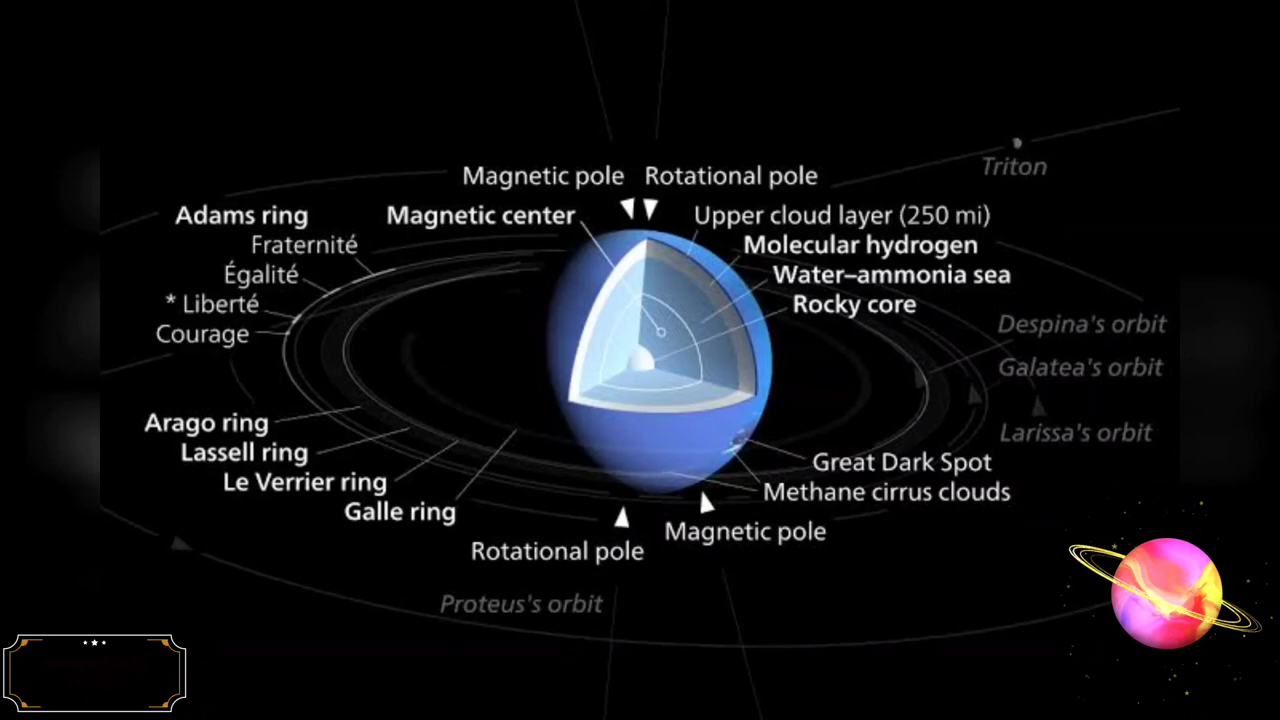 Triton
Magnetic pole
Rotational pole
Adams ring
Magnetic center
Upper cloud layer (250 mi)
Fraternité
Molecular hydrogen
Égalité
Water–ammonia sea
* Liberté
Rocky core
Courage
Despina's orbit
Galatea's orbit
Arago ring
Larissa's orbit
Lassell ring
Great Dark Spot
Le Verrier ring
Methane cirrus clouds
Galle ring
Magnetic pole
Rotational pole
Proteus's orbit